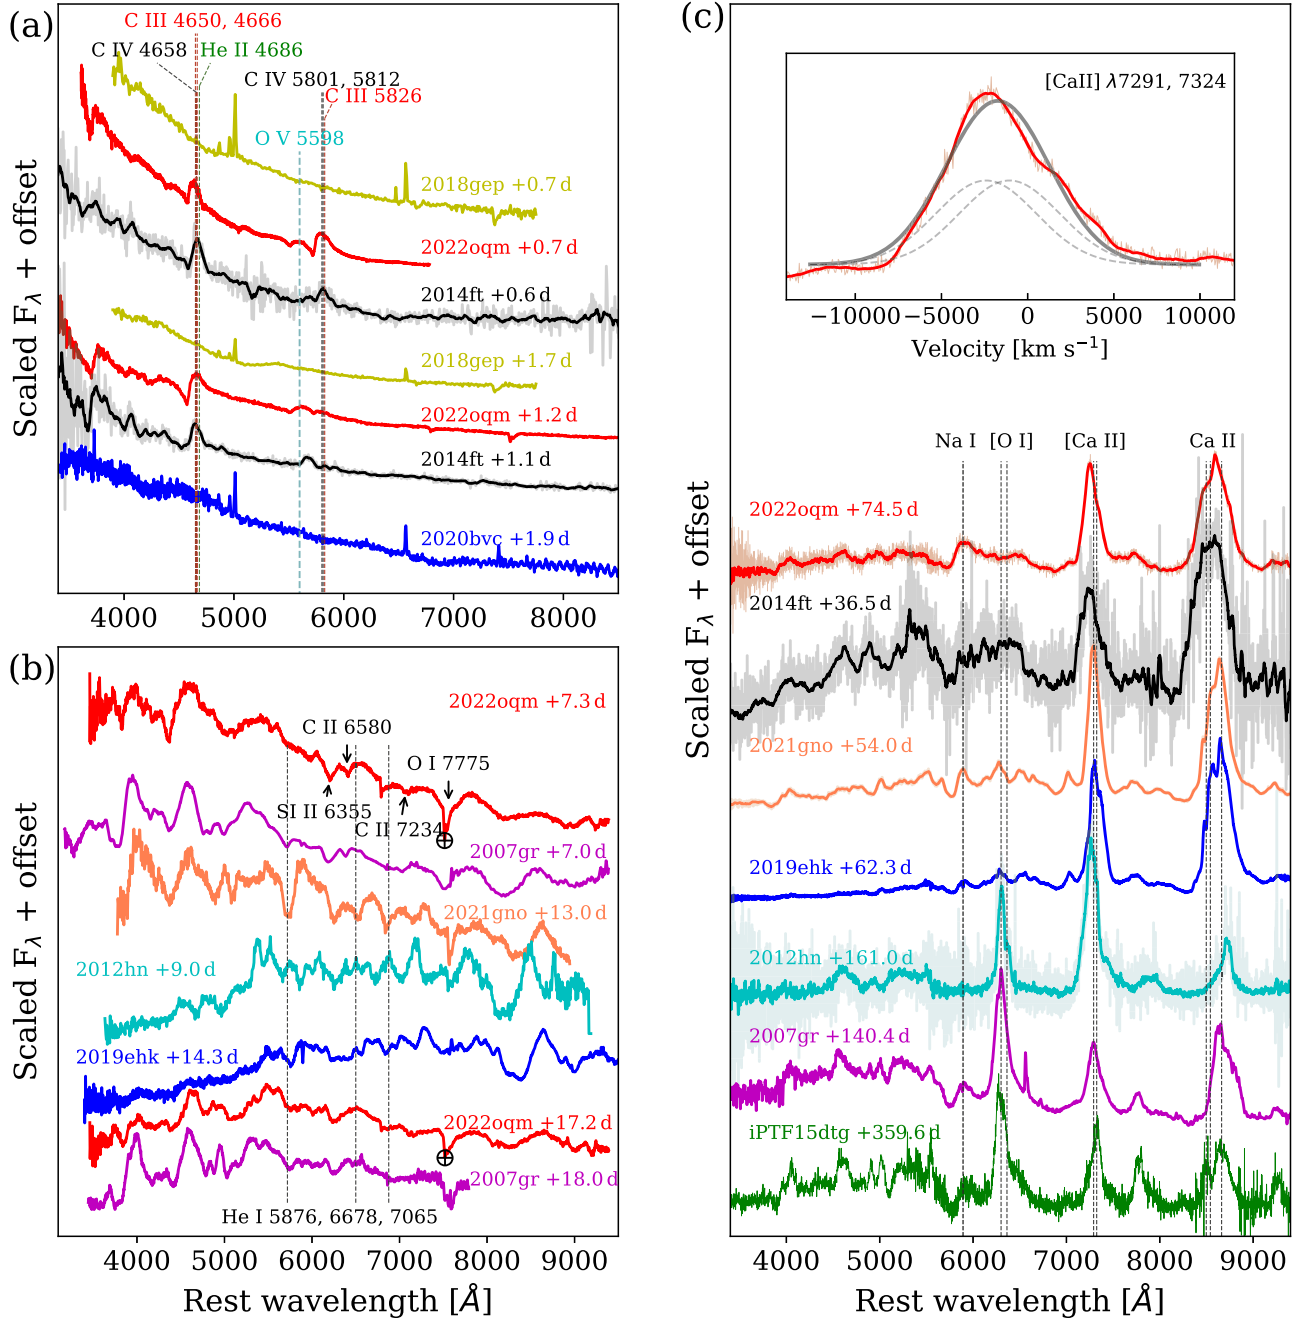 (a)
C III 4650, 4666
C IV 4658
He II 4686
C IV 5801, 5812
C III 5826
O V 5598
2018gep +0.7 d
2022oqm +0.7 d
2014ft +0.6 d
2018gep +1.7 d
2022oqm +1.2 d
2014ft +1.1 d
2020bvc +1.9 d
Scaled Fλ + offset
4000 5000 6000 7000 8000
(b)
2022oqm +7.3 d
C II 6580
O I 7775
SI II 6355
C II 7234
2007gr +7.0 d
2021gno +13.0 d
2012hn +9.0 d
2019ehk +14.3 d
2022oqm +17.2 d
2007gr +18.0 d
He I 5876, 6678, 7065
Scaled Fλ + offset
4000 5000 6000 7000 8000 9000
Rest wavelength [Å]
(c)
[CaII] λ7291, 7324
−10000 −5000 0 5000 10000
Velocity [km s−1]
Na I [O I] [Ca II] Ca II
2022oqm +74.5 d
2014ft +36.5 d
2021gno +54.0 d
2019ehk +62.3 d
2012hn +161.0 d
2007gr +140.4 d
iPTF15dtg +359.6 d
Scaled Fλ + offset
4000 5000 6000 7000 8000 9000
Rest wavelength [Å]